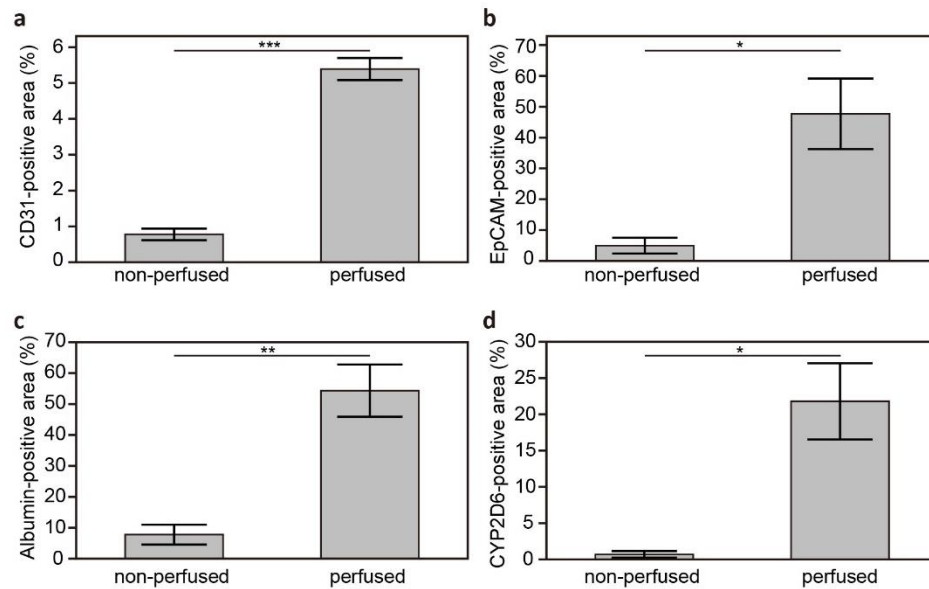 a
CD31-positive area (%)
6
5
4
3
2
1
0
***
non-perfused
perfused
b
EpCAM-positive area (%)
70
60
50
40
30
20
10
0
*
non-perfused
perfused
c
Albumin-positive area (%)
70
60
50
40
30
20
10
0
**
non-perfused
perfused
d
CYP2D6-positive area (%)
30
25
20
15
10
5
0
*
non-perfused
perfused